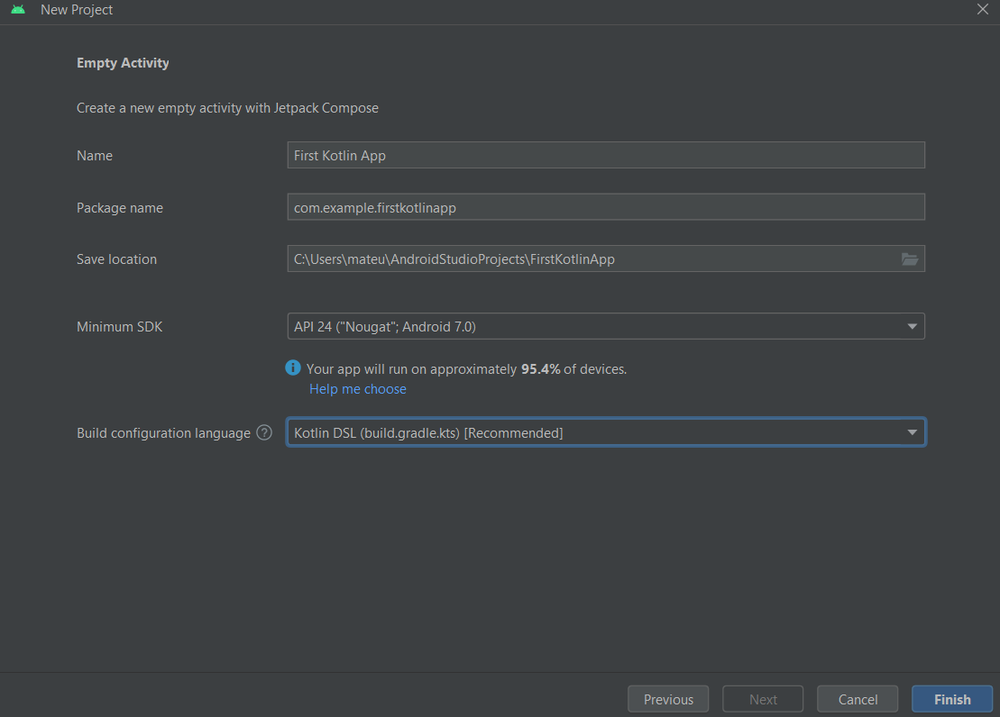 New Project
Empty Activity
Create a new empty activity with Jetpack Compose
Name First Kotlin App
Package name com.example.firstkotlinapp
Save location C:\Users\mateu\AndroidStudioProjects\FirstKotlinApp
Minimum SDK API 24 ("Nougat"; Android 7.0)
i Your app will run on approximately 95.4% of devices.
Help me choose
Build configuration language ? Kotlin DSL (build.gradle.kts) [Recommended]
Previous Next Cancel Finish